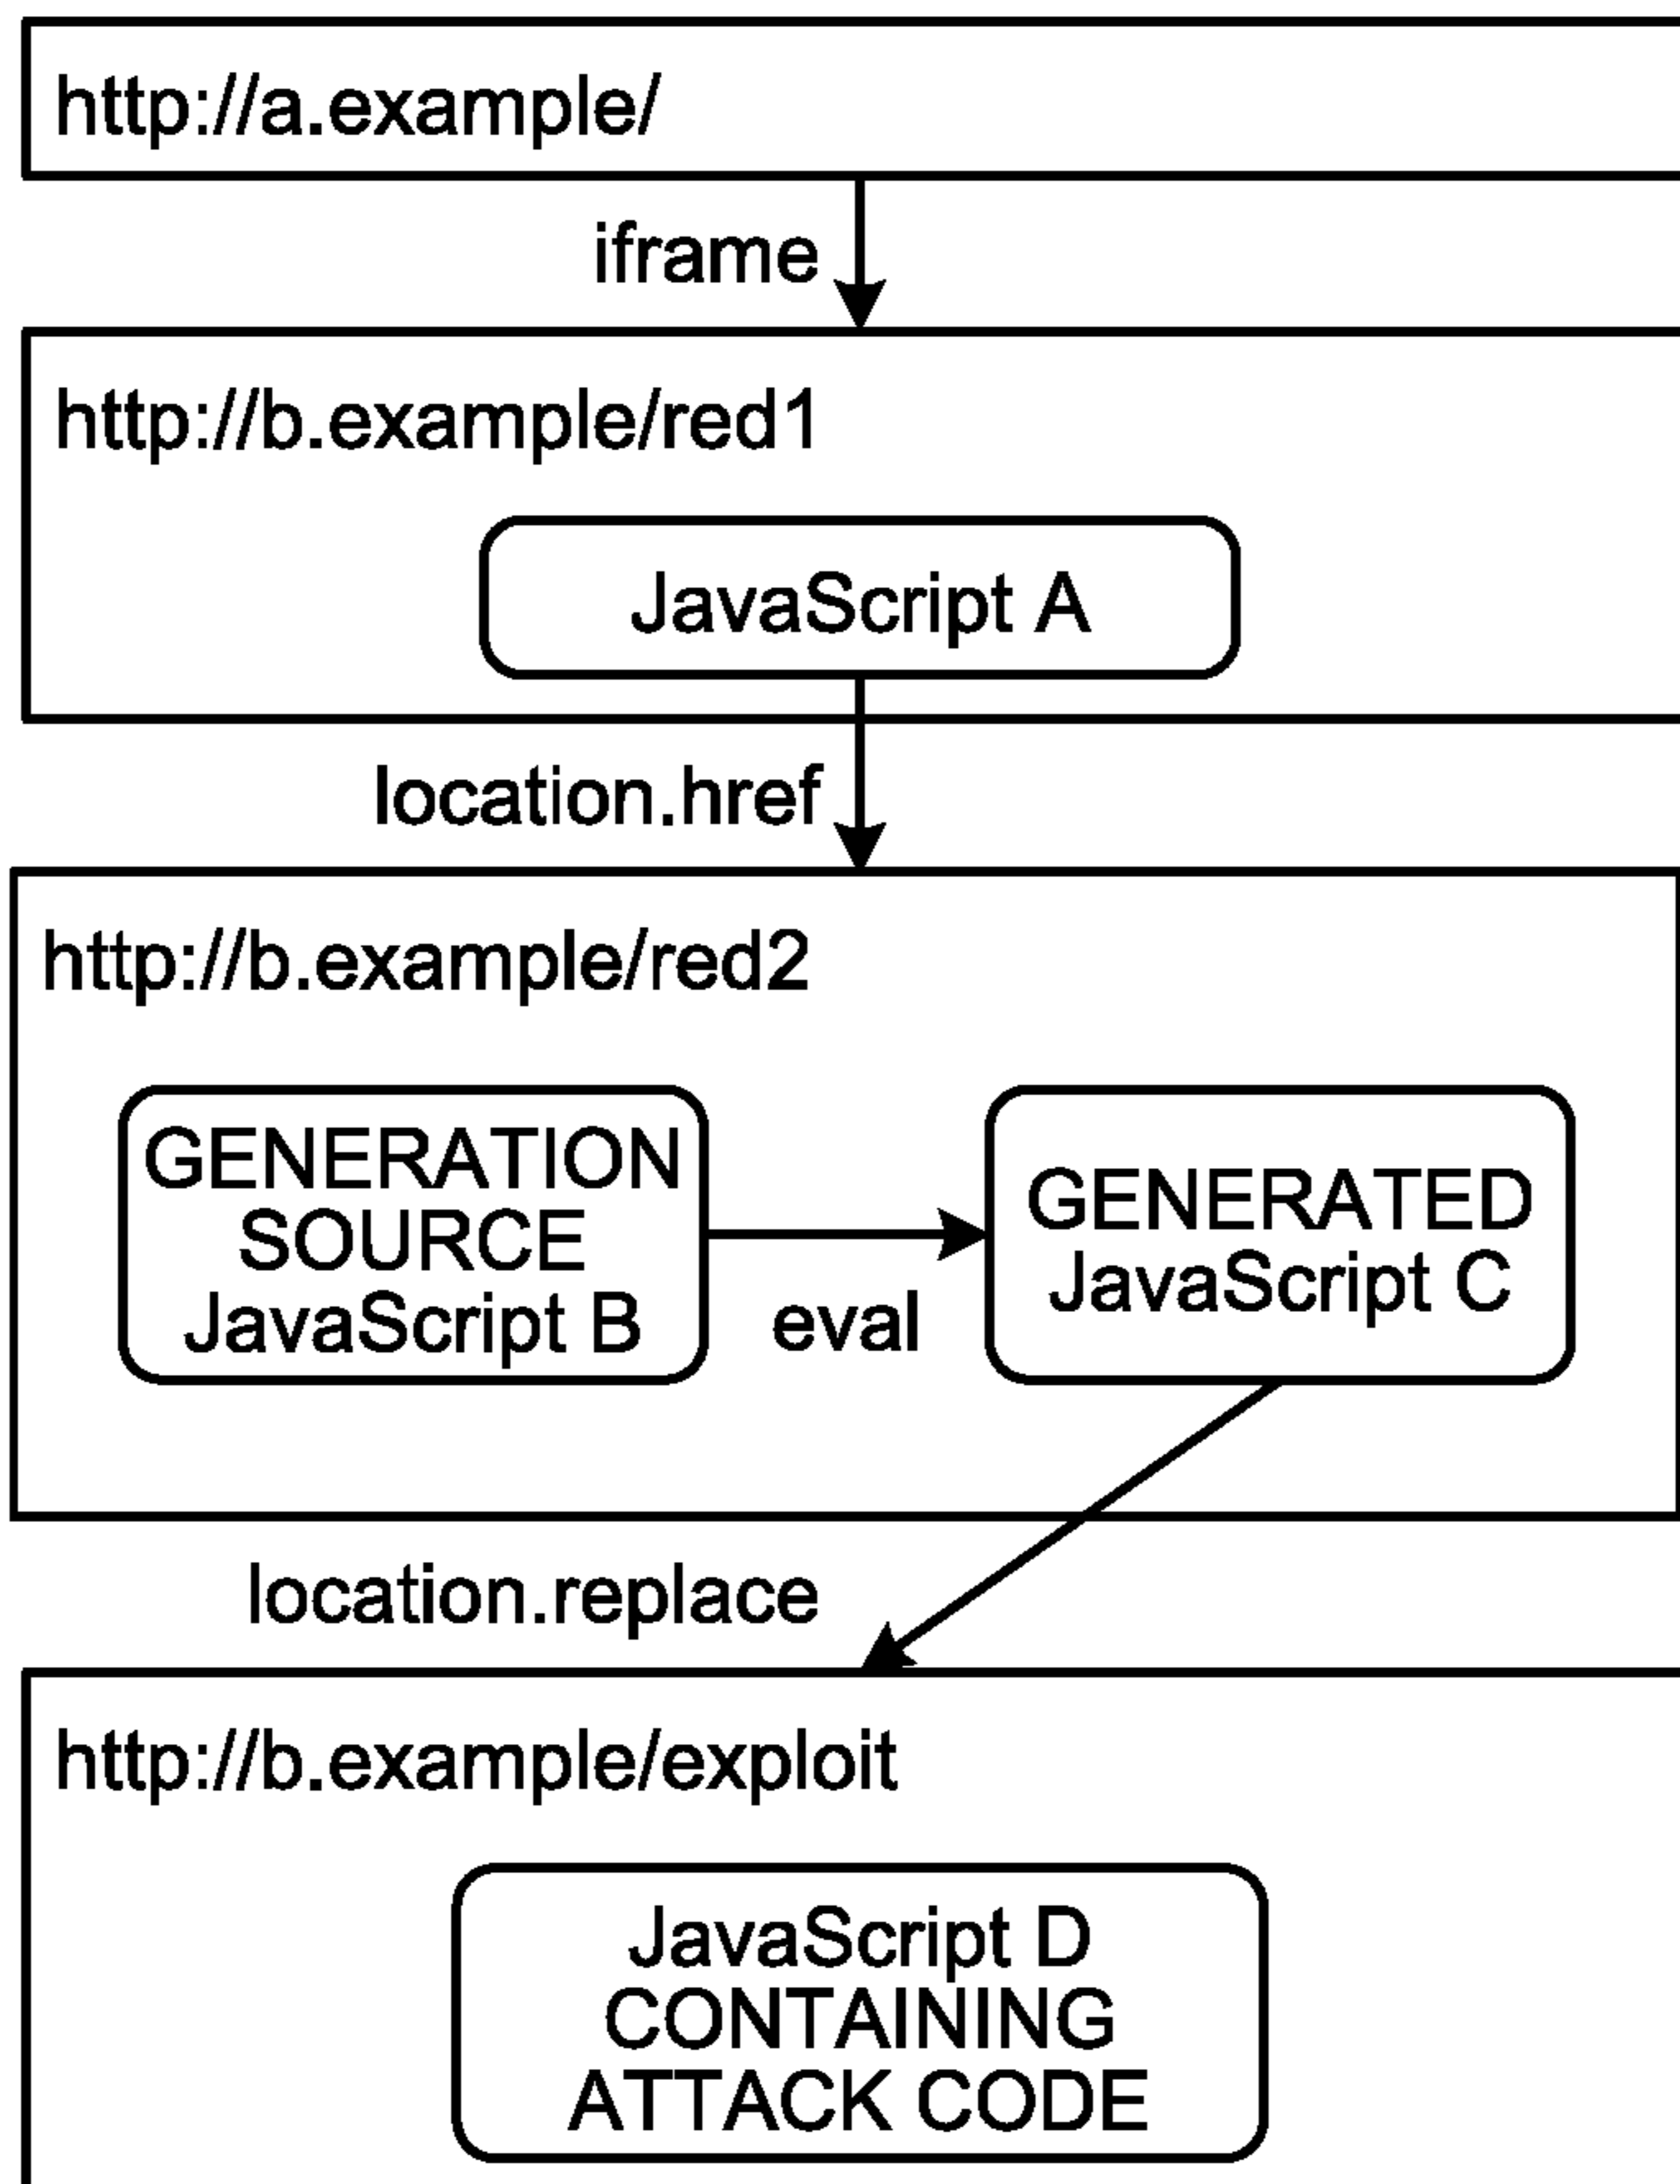 http://a.example/
iframe
http://b.example/red1
JavaScript A
location.href
http://b.example/red2
GENERATION
SOURCE
JavaScript B
eval
GENERATED
JavaScript C
location.replace
http://b.example/exploit
JavaScript D
CONTAINING
ATTACK CODE